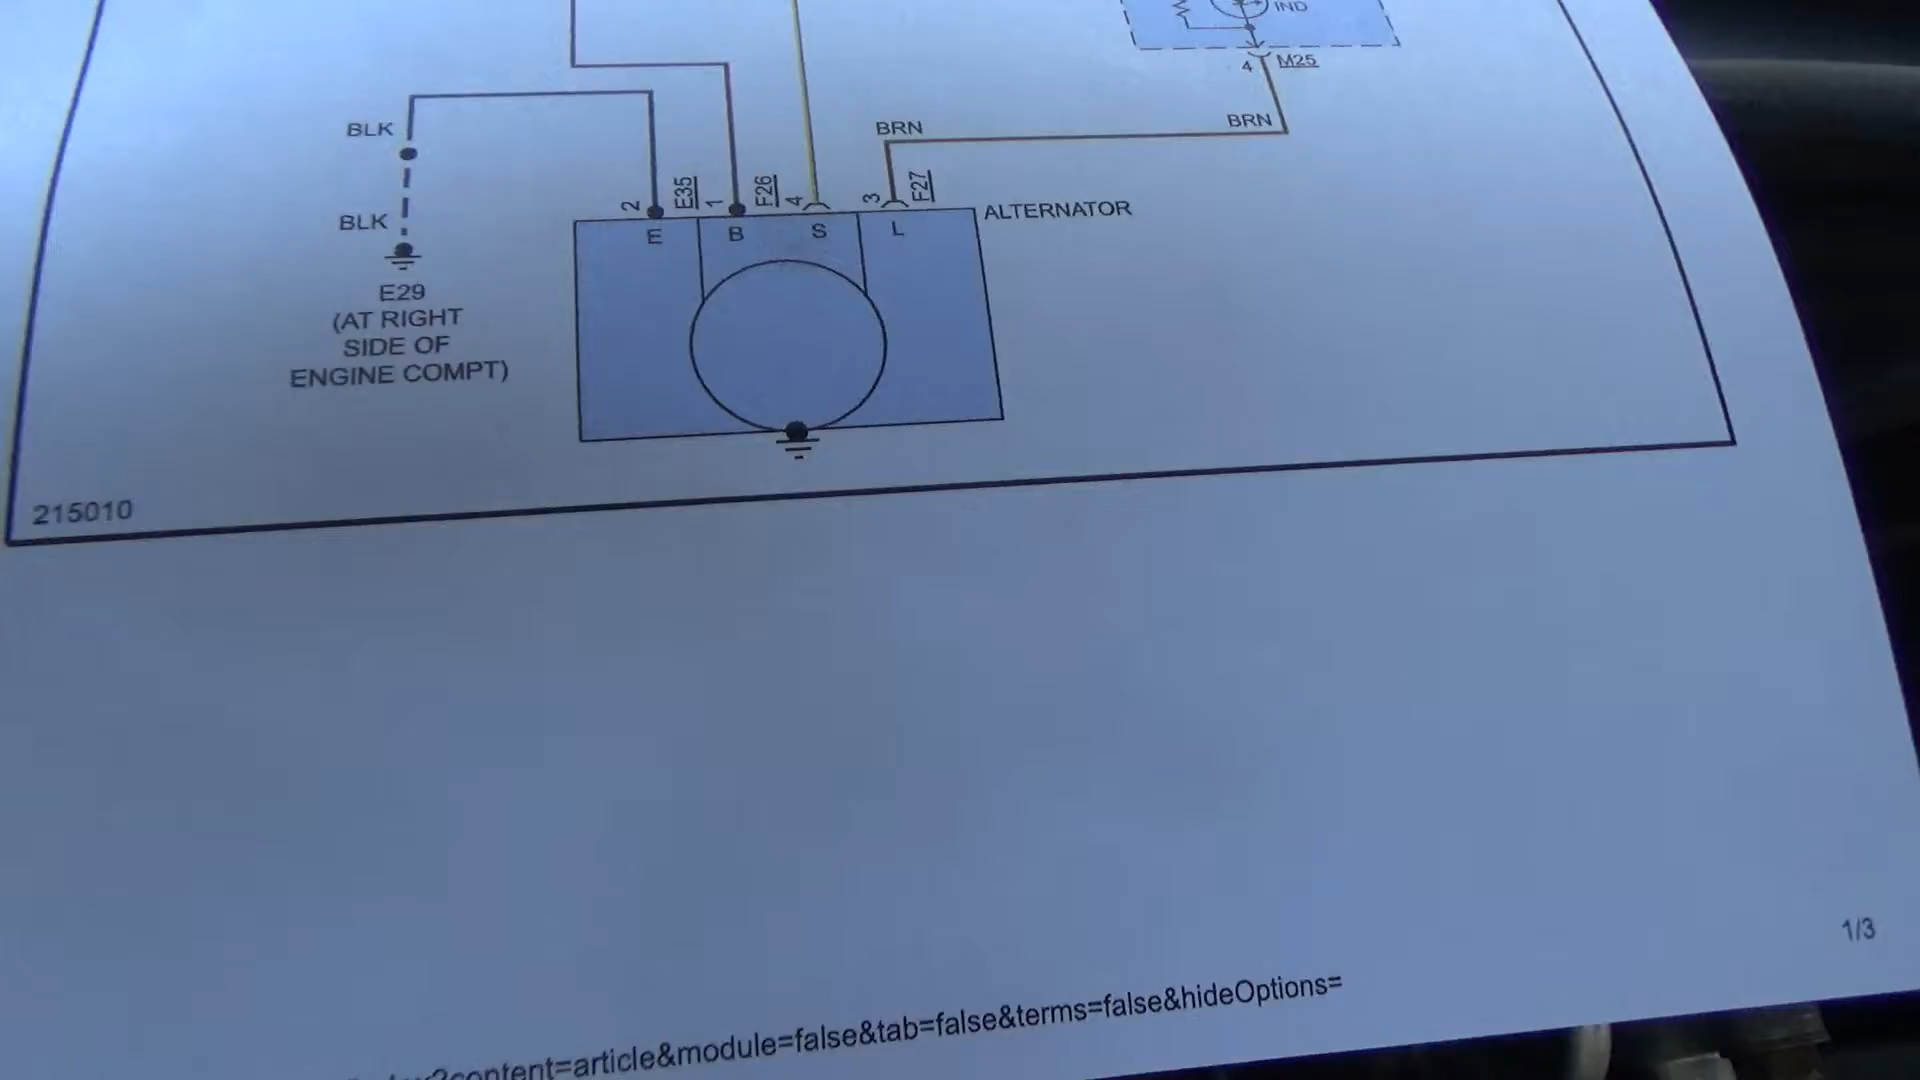 IND
4 M25
BLK
BRN
BRN
2 E35 1 F26 4 3 F27
ALTERNATOR
BLK
E B S L
E29
(AT RIGHT
SIDE OF
ENGINE COMPT)
215010
1/3
content=article&module=false&tab=false&terms=false&hideOptions=